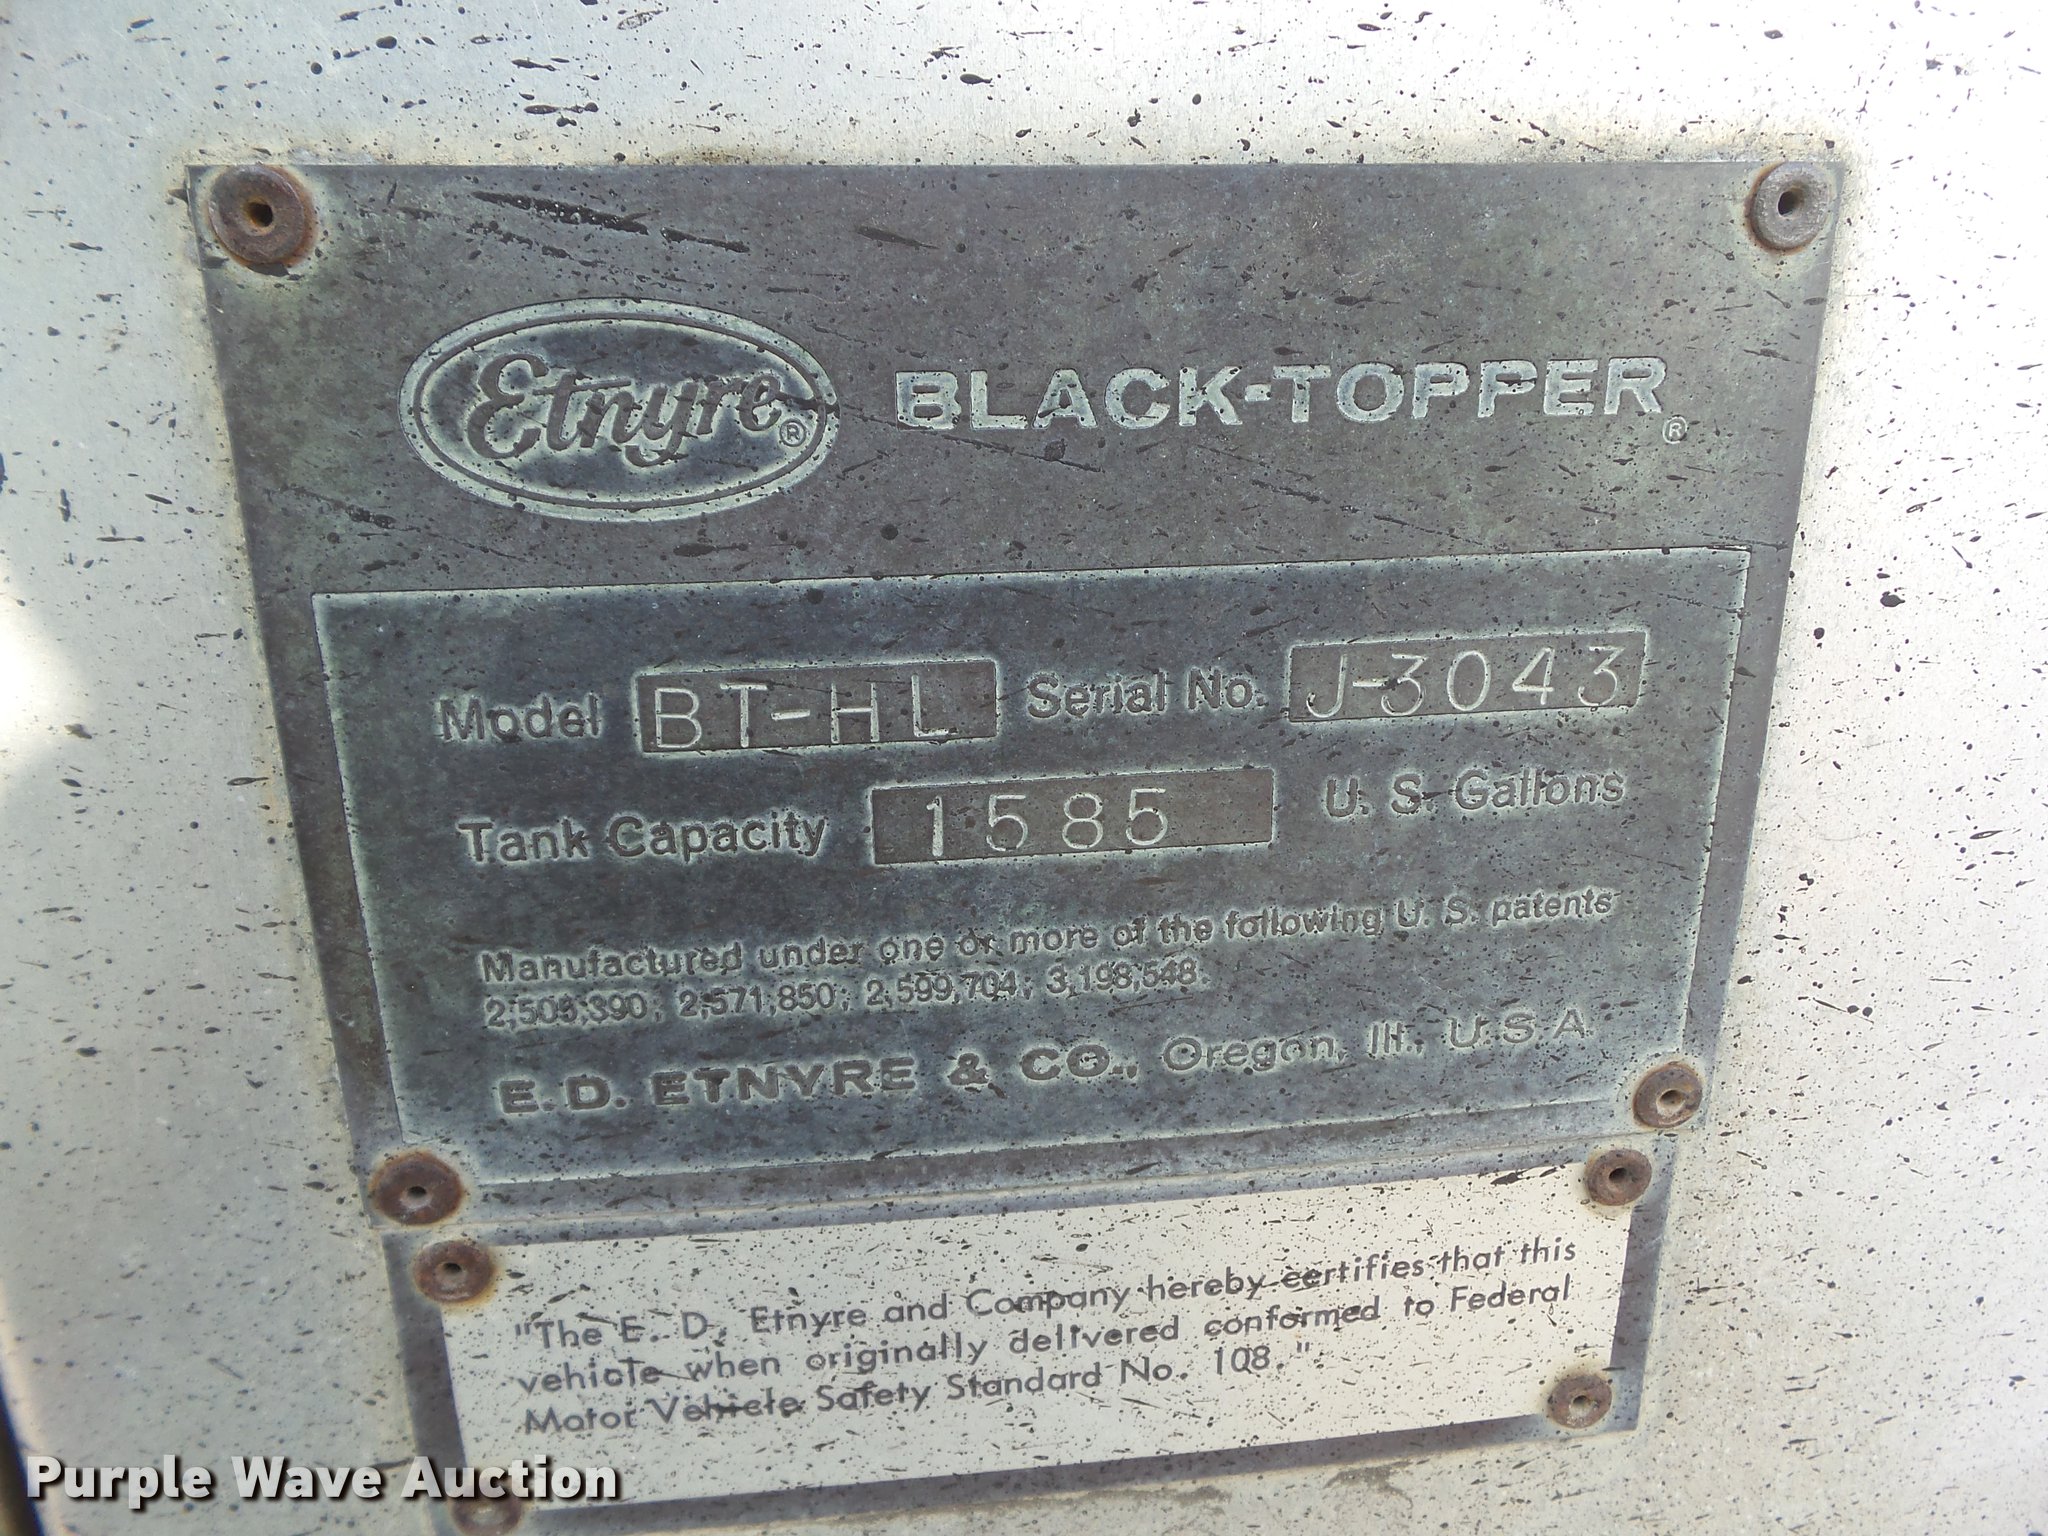 Etnyre ® BLACK-TOPPER ®
Model BT-HL Serial No. J-3043
Tank Capacity 1585 U. S. Gallons
Manufactured under one or more of the following U. S. patents
2,505,390; 2,571,850; 2,599,704; 3,198,548.
E. D. ETNYRE & CO., Oregon, Ill., U. S. A.
"The E. D. Etnyre and Company hereby certifies that this
vehicle when originally delivered conformed to Federal
Motor Vehicle Safety Standard No. 108."
Purple Wave Auction